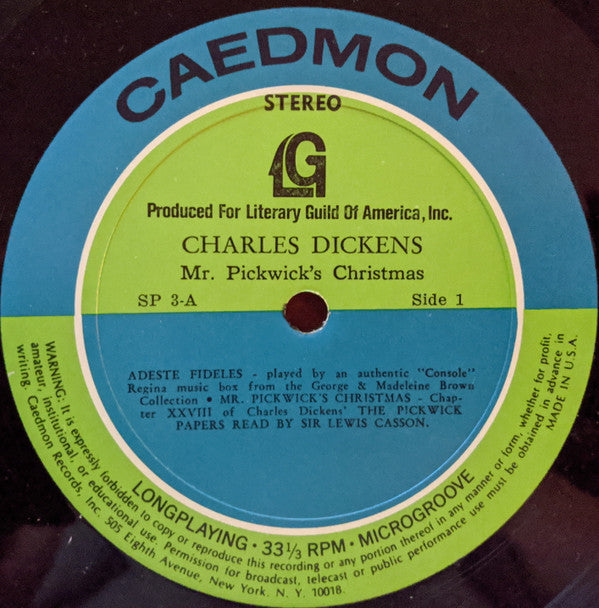 CAEDMON
STEREO
LG
Produced For Literary Guild Of America, Inc.
CHARLES DICKENS
Mr. Pickwick's Christmas
SP 3-A Side 1
ADESTE FIDELES - played by an authentic "Console"
Regina music box from the George & Madeleine Brown
Collection • MR. PICKWICK'S CHRISTMAS - Chap-
ter XXVIII of Charles Dickens' THE PICKWICK
PAPERS READ BY SIR LEWIS CASSON.
LONGPLAYING • 33 1/3 RPM • MICROGROOVE
WARNING: It is expressly forbidden to copy or reproduce this recording or any portion thereof in any manner or form, whether for profit,
amateur, institutional, or educational use. Permission for broadcast, telecast or public performance use must be obtained in advance in
writing, Caedmon Records, Inc. 505 Eighth Avenue, New York. N. Y. 10018.
MADE IN U.S.A.